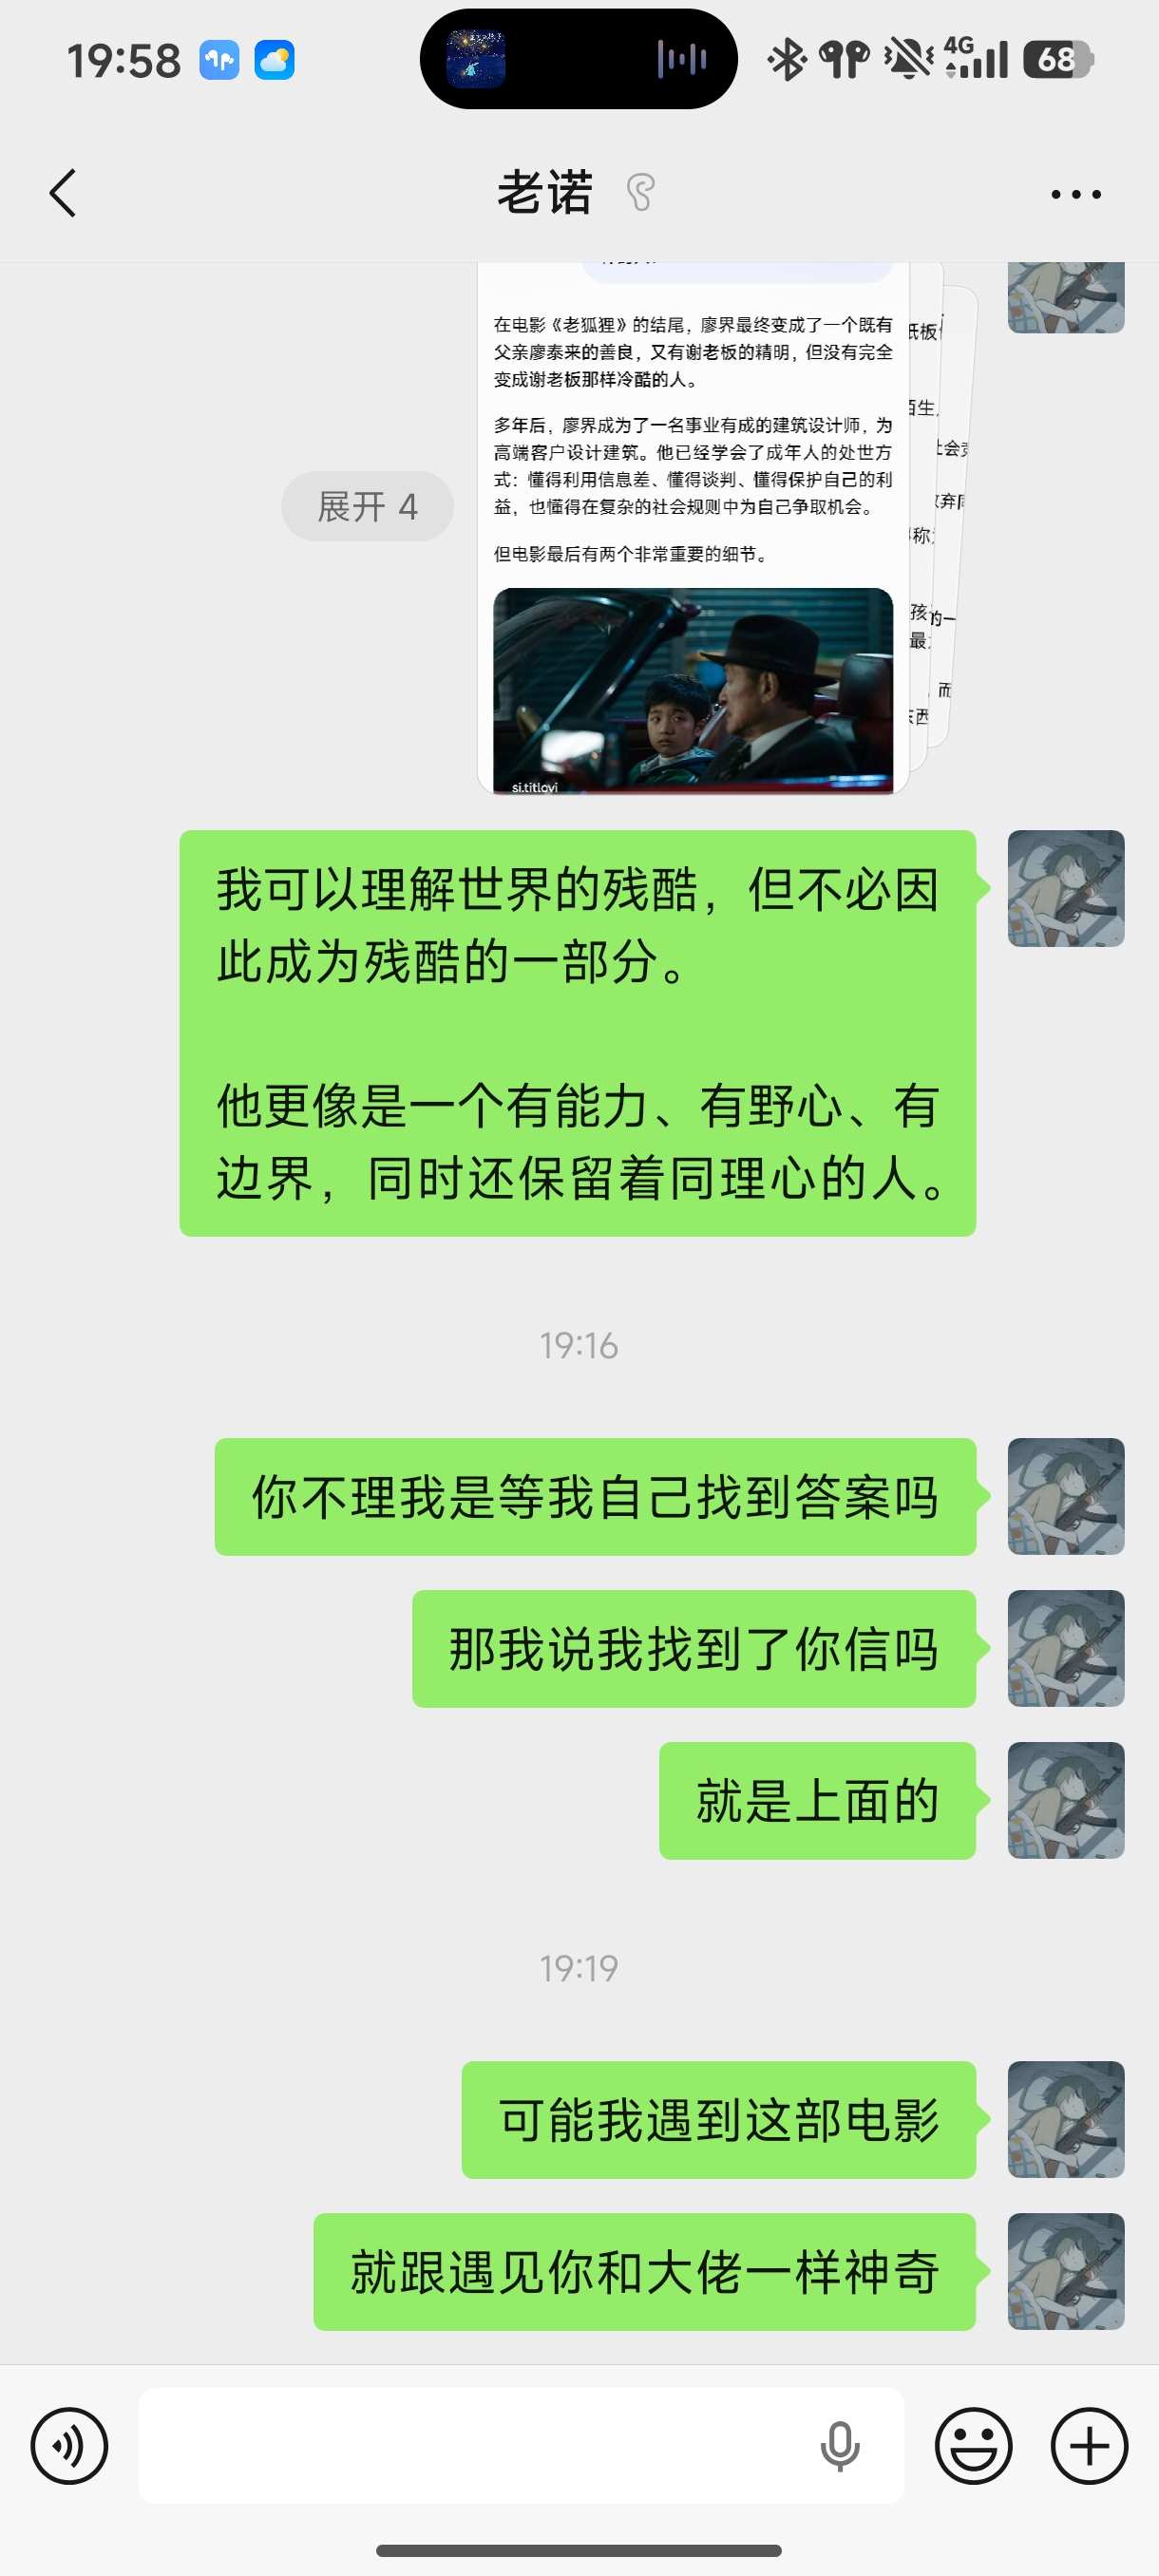 19:58
4G
68
老诺
在电影《老狐狸》的结尾，廖界最终变成了一个既有
父亲廖泰来的善良，又有谢老板的精明，但没有完全
变成谢老板那样冷酷的人。
多年后，廖界成为了一名事业有成的建筑设计师，为
高端客户设计建筑。他已经学会了成年人的处世方
式：懂得利用信息差、懂得谈判、懂得保护自己的利
益，也懂得在复杂的社会规则中为自己争取机会。
但电影最后有两个非常重要的细节。
si.titlovi
展开 4
我可以理解世界的残酷，但不必因
此成为残酷的一部分。
他更像是一个有能力、有野心、有
边界，同时还保留着同理心的人。
19:16
你不理我是等我自己找到答案吗
那我说我找到了你信吗
就是上面的
19:19
可能我遇到这部电影
就跟遇见你和大佬一样神奇